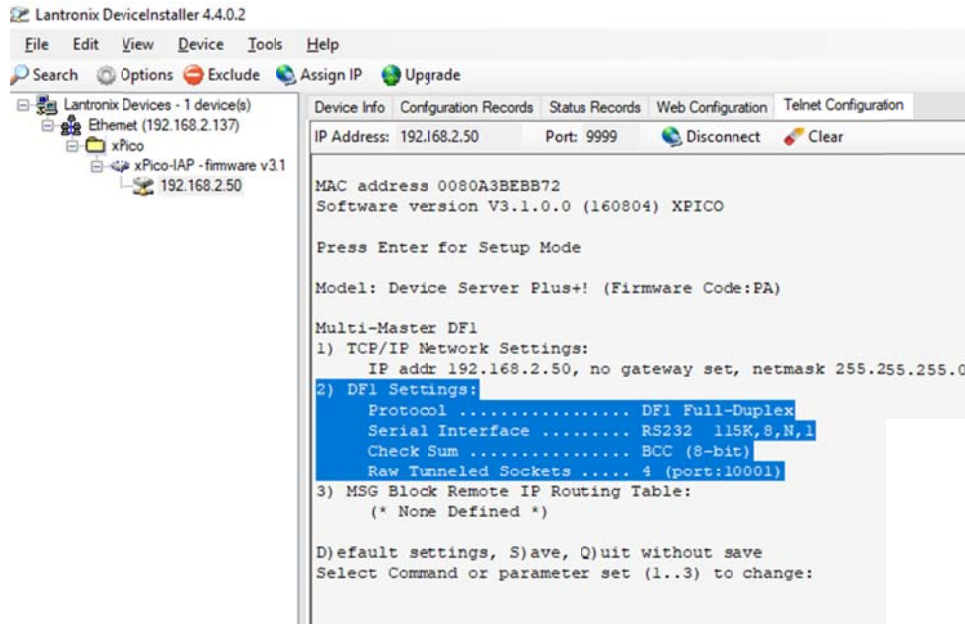 Lantronix DeviceInstaller 4.4.0.2
File Edit View Device Tools Help
Search Options Exclude Assign IP Upgrade
Lantronix Devices - 1 device(s)
Ethernet (192.168.2.137)
xPico
xPico-IAP - firmware v3.1
192.168.2.50
Device Info Configuration Records Status Records Web Configuration Telnet Configuration
IP Address: 192.168.2.50 Port: 9999 Disconnect Clear
MAC address 0080A3BEBB72
Software version V3.1.0.0 (160804) XPICO
Press Enter for Setup Mode
Model: Device Server Plus+! (Firmware Code:PA)
Multi-Master DF1
1) TCP/IP Network Settings:
IP addr 192.168.2.50, no gateway set, netmask 255.255.255.0
2) DF1 Settings:
Protocol ................. DF1 Full-Duplex
Serial Interface ......... RS232 115K,8,N,1
Check Sum ................ BCC (8-bit)
Raw Tunneled Sockets ..... 4 (port:10001)
3) MSG Block Remote IP Routing Table:
(* None Defined *)
D)efault settings, S)ave, Q)uit without save
Select Command or parameter set (1..3) to change: